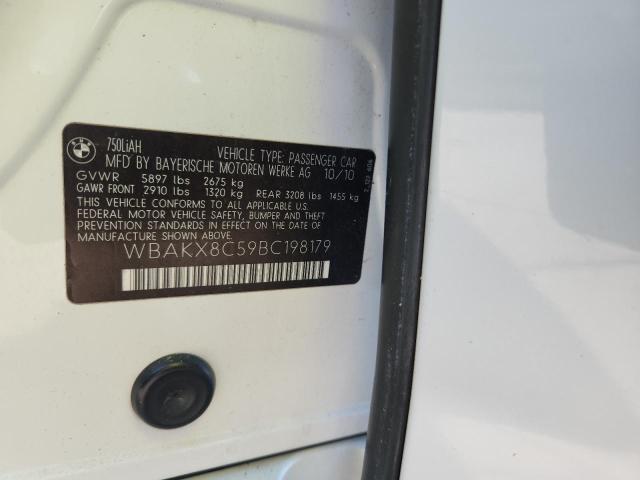 BMW
750LiAH
VEHICLE TYPE: PASSENGER CAR
MFD BY BAYERISCHE MOTOREN WERKE AG 10/10
GVWR 5897 lbs 2675 kg
GAWR FRONT 2910 lbs 1320 kg REAR 3208 lbs 1455 kg
THIS VEHICLE CONFORMS TO ALL APPLICABLE U.S.
FEDERAL MOTOR VEHICLE SAFETY, BUMPER AND THEFT
PREVENTION STANDARDS IN EFFECT ON THE DATE OF
MANUFACTURE SHOWN ABOVE.
WBAKX8C59BC198179